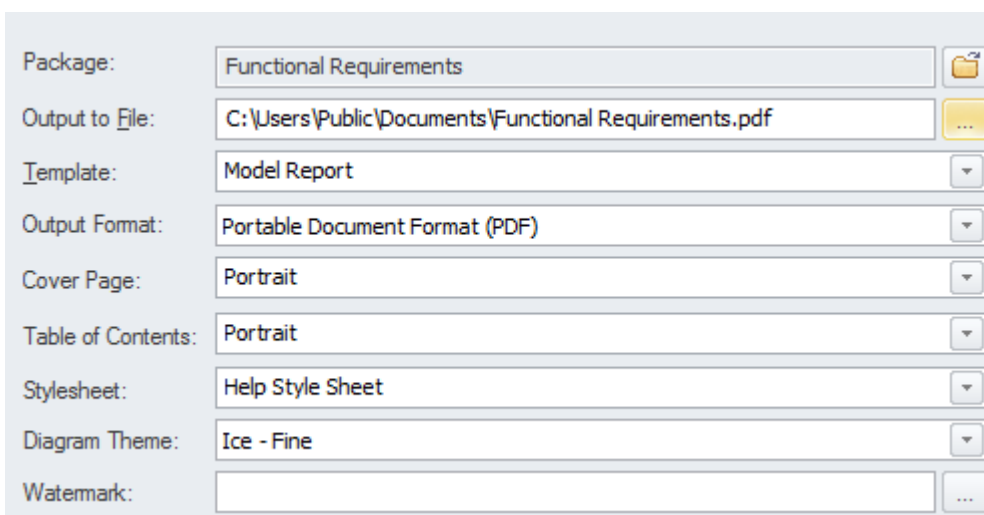 Package: Functional Requirements
Output to File: C:\Users\Public\Documents\Functional Requirements.pdf ...
Template: Model Report
Output Format: Portable Document Format (PDF)
Cover Page: Portrait
Table of Contents: Portrait
Stylesheet: Help Style Sheet
Diagram Theme: Ice - Fine
Watermark: ...